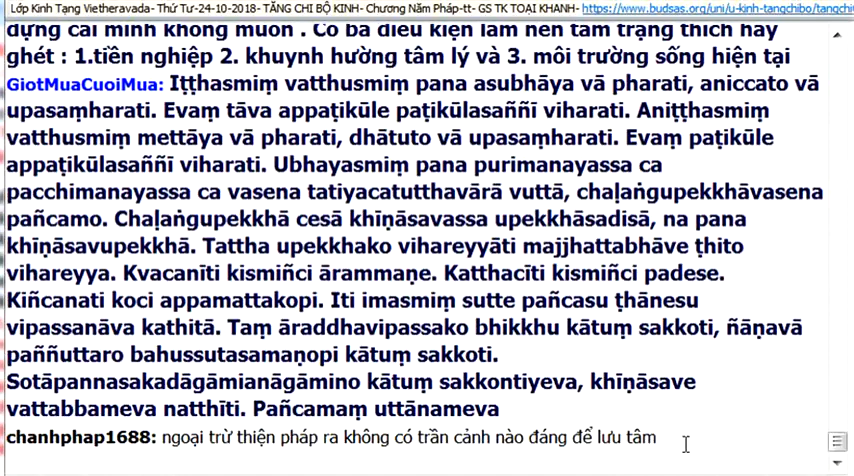 Lớp Kinh Tạng Vietheravada- Thứ Tư-24-10-2018- TĂNG CHI BỘ KINH- Chương Năm Pháp-tt- GS TK TOẠI KHANH- https://www.budsas.org/uni/u-kinh-tangchibo/tangchi
dựng cái mình không muốn . Có ba điều kiện làm nên tâm trạng thích hay
ghét : 1.tiền nghiệp 2. khuynh hướng tâm lý và 3. môi trường sống hiện tại
GiotMuaCuoiMua: Iṭṭhasmiṃ vatthusmiṃ pana asubhāya vā pharati, aniccato vā
upasaṃharati. Evaṃ tāva appaṭikūle paṭikūlasaññī viharati. Aniṭṭhasmiṃ
vatthusmiṃ mettāya vā pharati, dhātuto vā upasaṃharati. Evaṃ paṭikūle
appaṭikūlasaññī viharati. Ubhayasmiṃ pana purimanayassa ca
pacchimanayassa ca vasena tatiyacatutthavārā vuttā, chaḷaṅgupekkhāvasena
pañcamo. Chaḷaṅgupekkhā cesā khīṇāsavassa upekkhāsadisā, na pana
khīṇāsavupekkhā. Tattha upekkhako vihareyyāti majjhattabhāve ṭhito
vihareyya. Kvacanīti kismiñci ārammaṇe. Katthacīti kismiñci padese.
Kiñcanati koci appamattakopi. Iti imasmiṃ sutte pañcasu ṭhānesu
vipassanāva kathitā. Taṃ āraddhavipassako bhikkhu kātuṃ sakkoti, ñāṇavā
paññuttaro bahussutasamaṇopi kātuṃ sakkoti.
Sotāpannasakadāgāmianāgāmino kātuṃ sakkontiyeva, khīṇāsave
vattabbameva natthīti. Pañcamaṃ uttānameva
chanhphap1688: ngoại trừ thiện pháp ra không có trần cảnh nào đáng để lưu tâm